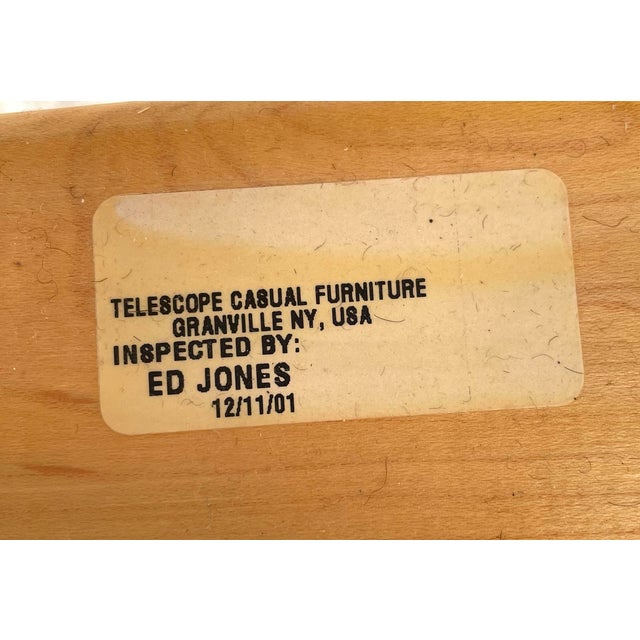 TELESCOPE CASUAL FURNITURE
GRANVILLE NY, USA
INSPECTED BY:
ED JONES
12/11/01